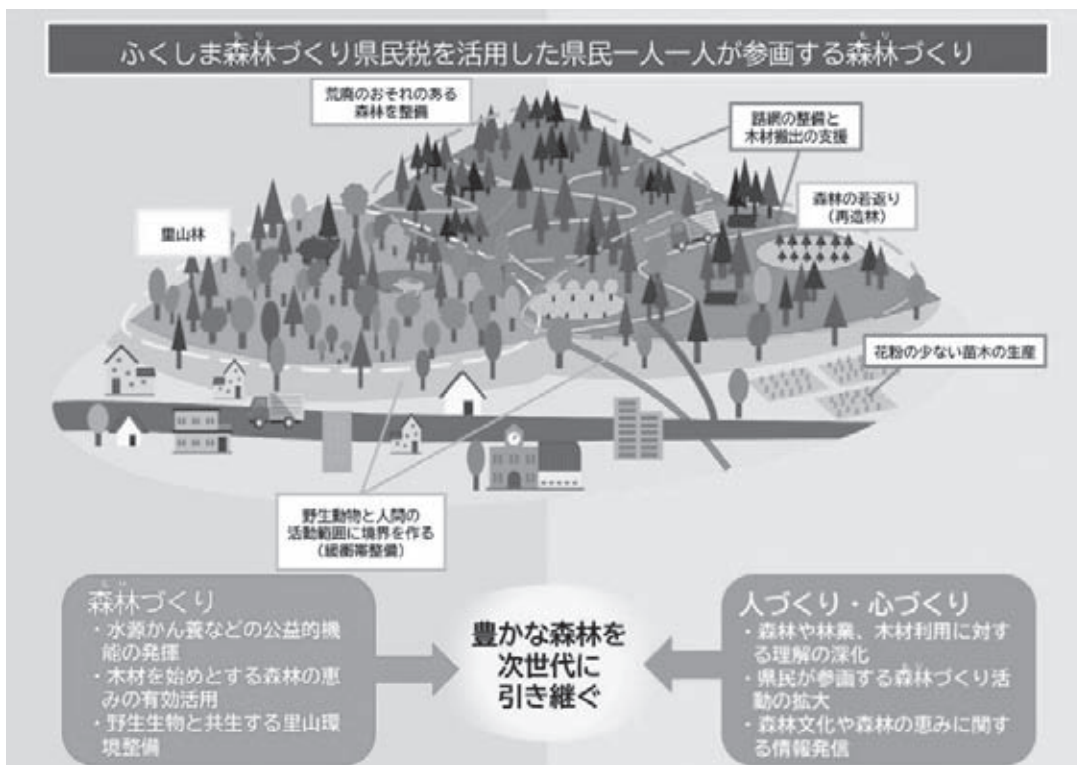 ふくしま森林づくり県民税を活用した県民一人一人が参画する森林づくり
荒廃のおそれのある
森林を整備
路網の整備と
木材搬出の支援
森林の若返り
（再造林）
里山林
花粉の少ない苗木の生産
野生動物と人間の
活動範囲に境界を作る
（緩衝帯整備）
森林づくり
・水源かん養などの公益的機
能の発揮
・木材を始めとする森林の恵
みの有効活用
・野生生物と共生する里山環
境整備
豊かな森林を
次世代に
引き継ぐ
人づくり・心づくり
・森林や林業、木材利用に対す
る理解の深化
・県民が参画する森林づくり活
動の拡大
・森林文化や森林の恵みに関す
る情報発信